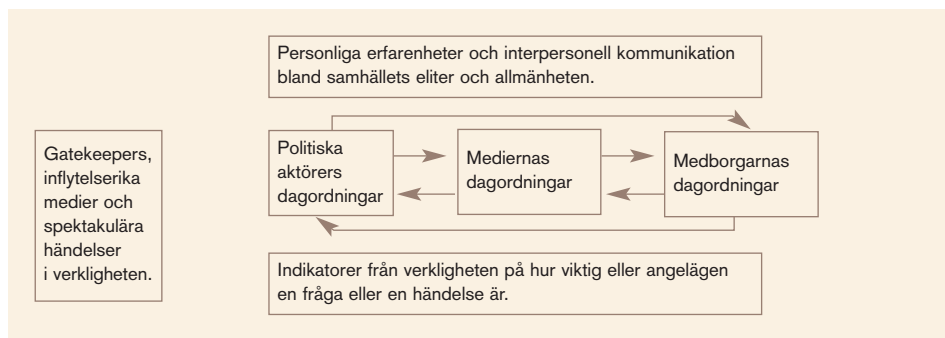 Personliga erfarenheter och interpersonell kommunikation
bland samhällets eliter och allmänheten.
Gatekeepers,
inflytelserika
medier och
spektakulära
händelser
i verkligheten.
Politiska
aktörers
dagordningar
Mediernas
dagordningar
Medborgarnas
dagordningar
Indikatorer från verkligheten på hur viktig eller angelägen
en fråga eller en händelse är.